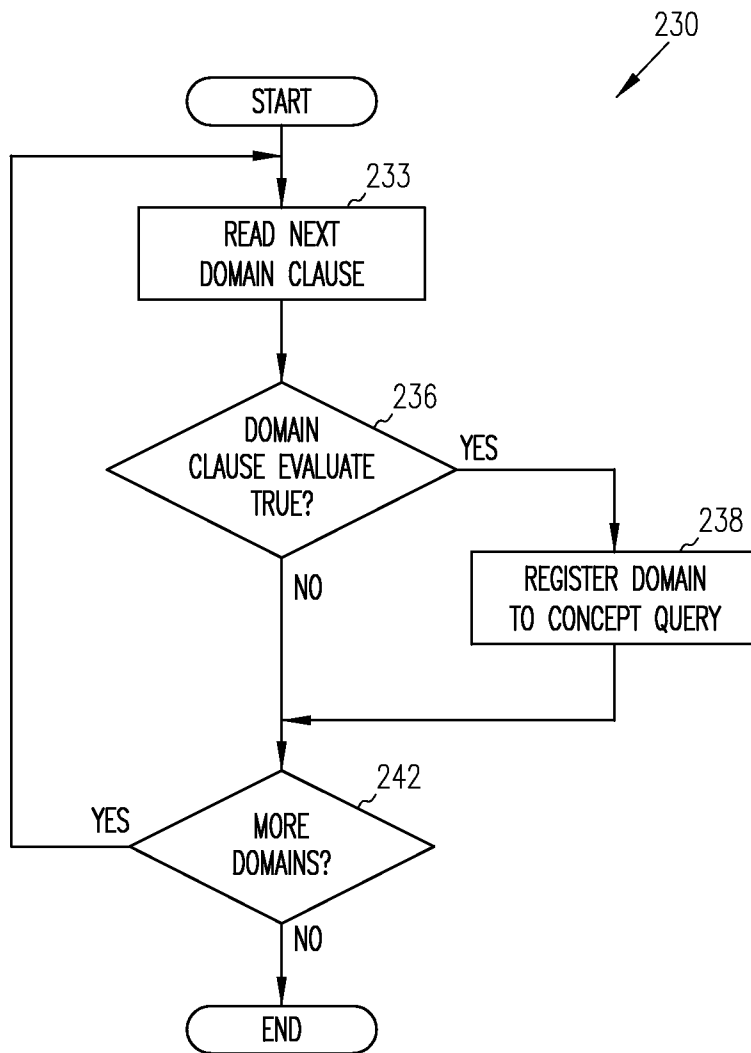 230
START
233
READ NEXT
DOMAIN CLAUSE
236
DOMAIN
CLAUSE EVALUATE
TRUE?
YES
NO
238
REGISTER DOMAIN
TO CONCEPT QUERY
242
YES
MORE
DOMAINS?
NO
END